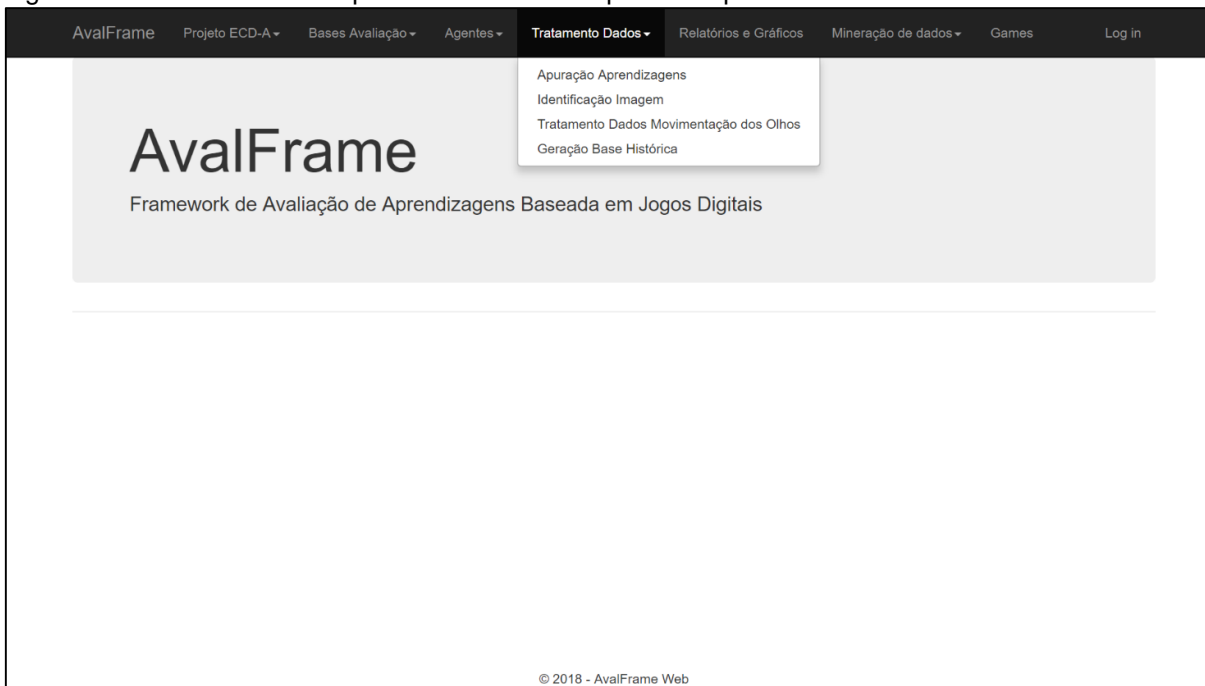 AvalFrame Projeto ECD-A Bases Avaliação Agentes Tratamento Dados Relatórios e Gráficos Mineração de dados Games Log in
Apuração Aprendizagens
Identificação Imagem
Tratamento Dados Movimentação dos Olhos
Geração Base Histórica
AvalFrame
Framework de Avaliação de Aprendizagens Baseada em Jogos Digitais
© 2018 - AvalFrame Web